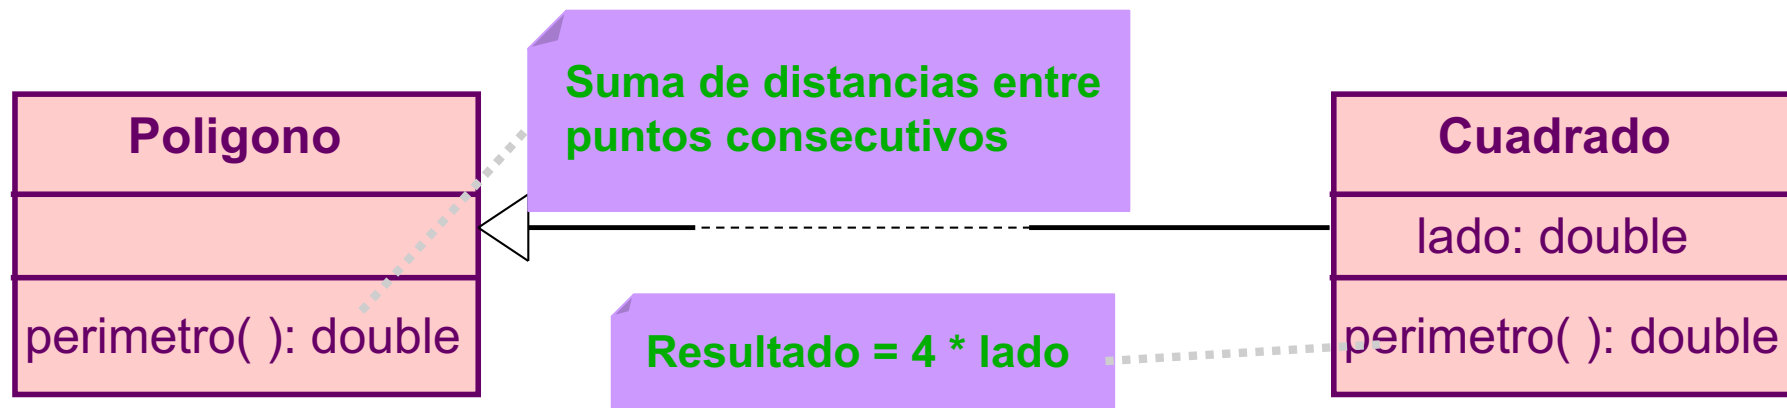 Poligono
perimetro( ): double
Suma de distancias entre
puntos consecutivos
Resultado = 4 * lado
Cuadrado
lado: double
perimetro( ): double